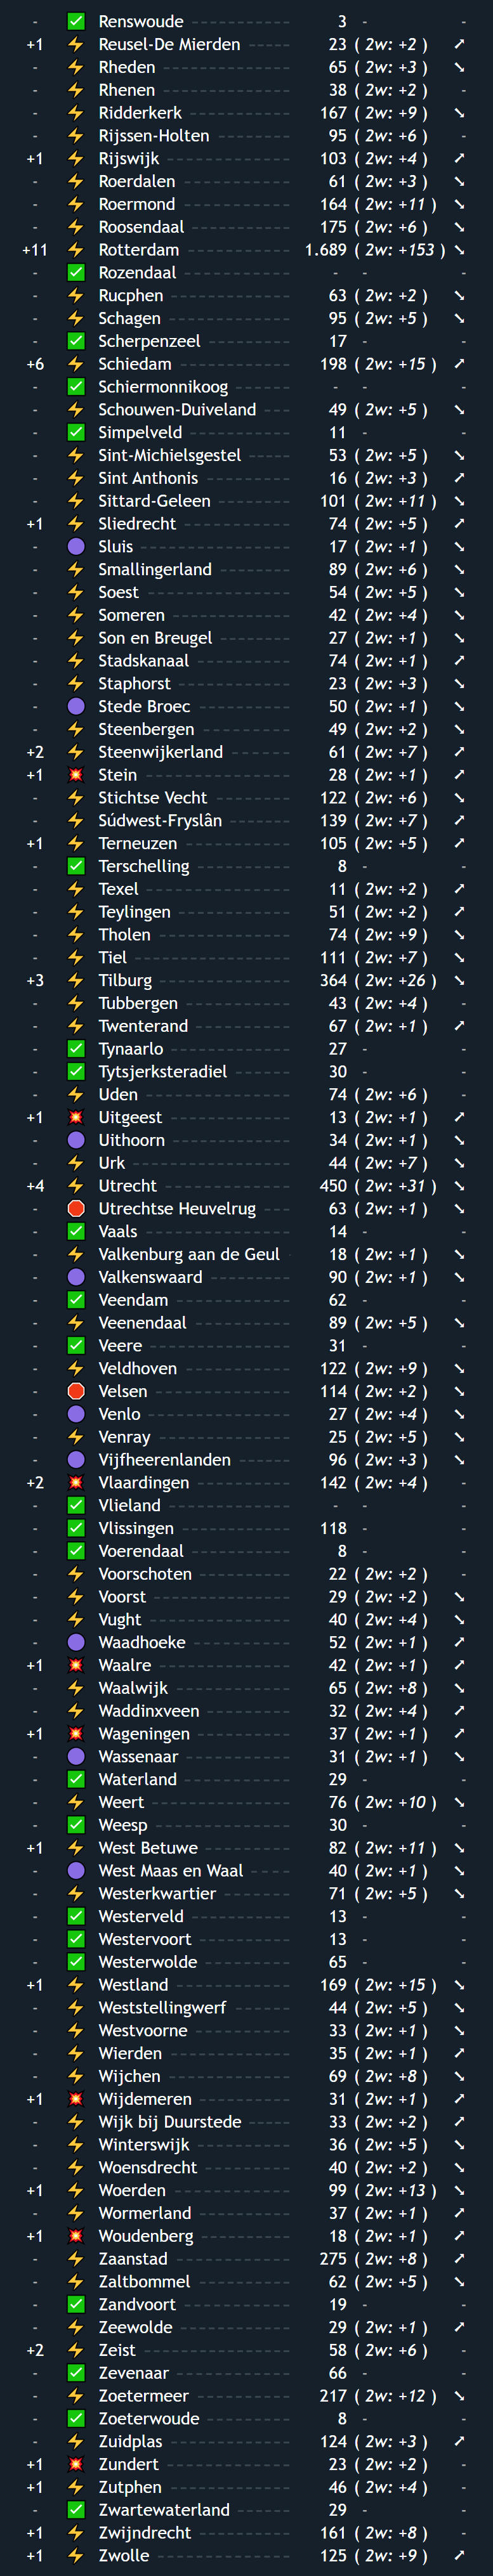 - ✅ Renswoude 3 - -
+1 ⚡ Reusel-De Mierden 23 ( 2w: +2 ) ➚
- ⚡ Rheden 65 ( 2w: +3 ) ➘
- ⚡ Rhenen 38 ( 2w: +2 ) -
- ⚡ Ridderkerk 167 ( 2w: +9 ) ➘
- ⚡ Rijssen-Holten 95 ( 2w: +6 ) -
+1 ⚡ Rijswijk 103 ( 2w: +4 ) ➚
- ⚡ Roerdalen 61 ( 2w: +3 ) ➘
- ⚡ Roermond 164 ( 2w: +11 ) ➘
- ⚡ Roosendaal 175 ( 2w: +6 ) ➘
+11 ⚡ Rotterdam 1.689 ( 2w: +153 ) ➘
- ✅ Rozendaal - - -
- ⚡ Rucphen 63 ( 2w: +2 ) ➘
- ⚡ Schagen 95 ( 2w: +5 ) ➘
- ✅ Scherpenzeel 17 - -
+6 ⚡ Schiedam 198 ( 2w: +15 ) ➚
- ✅ Schiermonnikoog - - -
- ⚡ Schouwen-Duiveland 49 ( 2w: +5 ) ➘
- ✅ Simpelveld 11 - -
- ⚡ Sint-Michielsgestel 53 ( 2w: +5 ) ➘
- ⚡ Sint Anthonis 16 ( 2w: +3 ) ➚
- ⚡ Sittard-Geleen 101 ( 2w: +11 ) ➘
+1 ⚡ Sliedrecht 74 ( 2w: +5 ) ➚
- 🟣 Sluis 17 ( 2w: +1 ) ➘
- ⚡ Smallingerland 89 ( 2w: +6 ) ➘
- ⚡ Soest 54 ( 2w: +5 ) ➘
- ⚡ Someren 42 ( 2w: +4 ) ➘
- ⚡ Son en Breugel 27 ( 2w: +1 ) ➘
- ⚡ Stadskanaal 74 ( 2w: +1 ) ➚
- ⚡ Staphorst 23 ( 2w: +3 ) ➘
- 🟣 Stede Broec 50 ( 2w: +1 ) ➘
- ⚡ Steenbergen 49 ( 2w: +2 ) ➘
+2 ⚡ Steenwijkerland 61 ( 2w: +7 ) ➚
+1 💥 Stein 28 ( 2w: +1 ) ➚
- ⚡ Stichtse Vecht 122 ( 2w: +6 ) ➘
- ⚡ Súdwest-Fryslân 139 ( 2w: +7 ) ➚
+1 ⚡ Terneuzen 105 ( 2w: +5 ) ➚
- ✅ Terschelling 8 - -
- ⚡ Texel 11 ( 2w: +2 ) ➚
- ⚡ Teylingen 51 ( 2w: +2 ) ➚
- ⚡ Tholen 74 ( 2w: +9 ) ➘
- ⚡ Tiel 111 ( 2w: +7 ) ➘
+3 ⚡ Tilburg 364 ( 2w: +26 ) ➘
- ⚡ Tubbergen 43 ( 2w: +4 ) -
- ⚡ Twenterand 67 ( 2w: +1 ) ➚
- ✅ Tynaarlo 27 - -
- ✅ Tytsjerksteradiel 30 - -
- ⚡ Uden 74 ( 2w: +6 ) -
+1 💥 Uitgeest 13 ( 2w: +1 ) ➚
- 🟣 Uithoorn 34 ( 2w: +1 ) ➘
- ⚡ Urk 44 ( 2w: +7 ) ➘
+4 ⚡ Utrecht 450 ( 2w: +31 ) ➘
- 🛑 Utrechtse Heuvelrug 63 ( 2w: +1 ) ➘
- ✅ Vaals 14 - -
- ⚡ Valkenburg aan de Geul 18 ( 2w: +1 ) ➘
- 🟣 Valkenswaard 90 ( 2w: +1 ) ➘
- ✅ Veendam 62 - -
- ⚡ Veenendaal 89 ( 2w: +5 ) ➘
- ✅ Veere 31 - -
- ⚡ Veldhoven 122 ( 2w: +9 ) ➘
- 🛑 Velsen 114 ( 2w: +2 ) ➘
- 🟣 Venlo 27 ( 2w: +4 ) ➘
- ⚡ Venray 25 ( 2w: +5 ) ➘
- 🟣 Vijfheerenlanden 96 ( 2w: +3 ) ➘
+2 💥 Vlaardingen 142 ( 2w: +4 ) -
- ✅ Vlieland - - -
- ✅ Vlissingen 118 - -
- ✅ Voerendaal 8 - -
- ⚡ Voorschoten 22 ( 2w: +2 ) -
- ⚡ Voorst 29 ( 2w: +2 ) ➘
- ⚡ Vught 40 ( 2w: +4 ) ➘
- 🟣 Waadhoeke 52 ( 2w: +1 ) ➚
+1 💥 Waalre 42 ( 2w: +1 ) ➚
- ⚡ Waalwijk 65 ( 2w: +8 ) ➘
- ⚡ Waddinxveen 32 ( 2w: +4 ) ➚
+1 💥 Wageningen 37 ( 2w: +1 ) ➚
- 🟣 Wassenaar 31 ( 2w: +1 ) ➘
- ✅ Waterland 29 - -
- ⚡ Weert 76 ( 2w: +10 ) ➘
- ✅ Weesp 30 - -
+1 ⚡ West Betuwe 82 ( 2w: +11 ) ➘
- 🟣 West Maas en Waal 40 ( 2w: +1 ) ➘
- ⚡ Westerkwartier 71 ( 2w: +5 ) ➘
- ✅ Westerveld 13 - -
- ✅ Westervoort 13 - -
- ✅ Westerwolde 65 - -
+1 ⚡ Westland 169 ( 2w: +15 ) ➘
- ⚡ Weststellingwerf 44 ( 2w: +5 ) ➘
- ⚡ Westvoorne 33 ( 2w: +1 ) ➘
- ⚡ Wierden 35 ( 2w: +1 ) ➚
- ⚡ Wijchen 69 ( 2w: +8 ) ➘
+1 💥 Wijdemeren 31 ( 2w: +1 ) ➚
- ⚡ Wijk bij Duurstede 33 ( 2w: +2 ) ➚
- ⚡ Winterswijk 36 ( 2w: +5 ) ➘
- ⚡ Woensdrecht 40 ( 2w: +2 ) ➘
+1 ⚡ Woerden 99 ( 2w: +13 ) ➘
- ⚡ Wormerland 37 ( 2w: +1 ) ➚
+1 💥 Woudenberg 18 ( 2w: +1 ) ➚
- ⚡ Zaanstad 275 ( 2w: +8 ) ➚
- ⚡ Zaltbommel 62 ( 2w: +5 ) ➘
- ✅ Zandvoort 19 - -
- ⚡ Zeewolde 29 ( 2w: +1 ) ➚
+2 ⚡ Zeist 58 ( 2w: +6 ) -
- ✅ Zevenaar 66 - -
- ⚡ Zoetermeer 217 ( 2w: +12 ) ➘
- ✅ Zoeterwoude 8 - -
- ⚡ Zuidplas 124 ( 2w: +3 ) ➚
+1 💥 Zundert 23 ( 2w: +2 ) -
+1 ⚡ Zutphen 46 ( 2w: +4 ) -
- ✅ Zwartewaterland 29 - -
+1 ⚡ Zwijndrecht 161 ( 2w: +8 ) -
+1 ⚡ Zwolle 125 ( 2w: +9 ) ➚